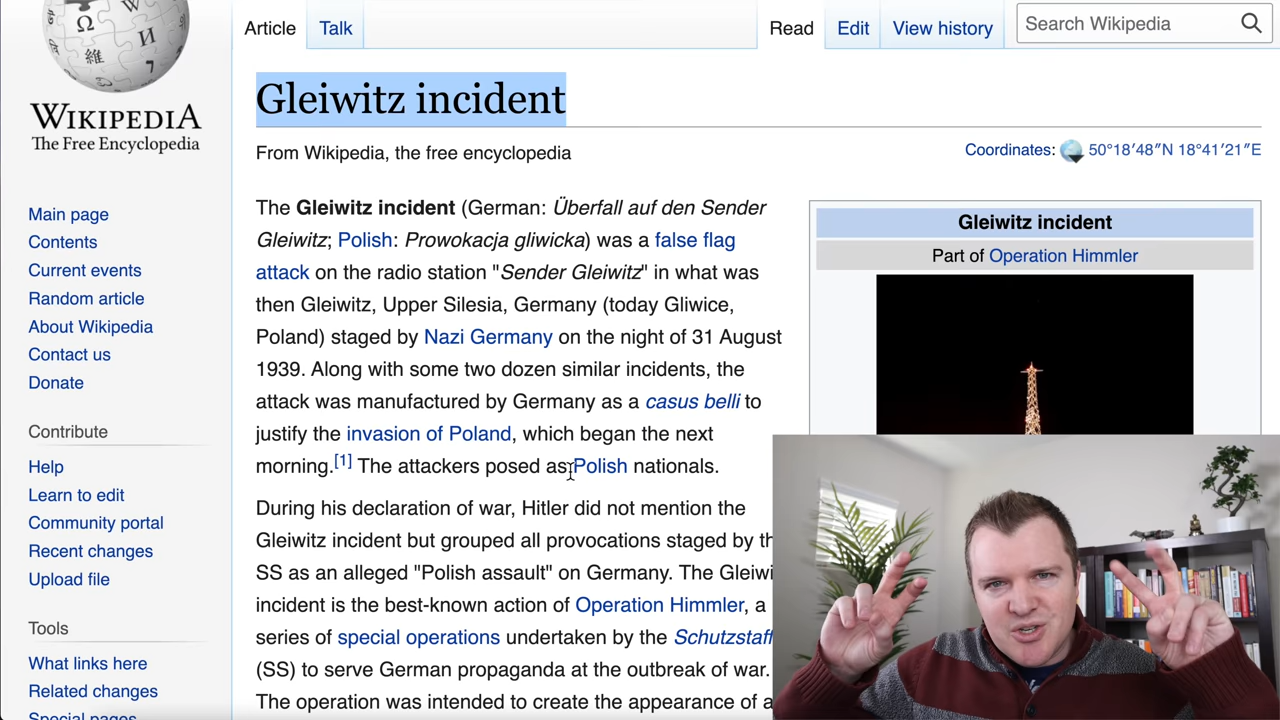 Article
Talk
Read
Edit
View history
Search Wikipedia
Ω
維
И
7
WIKIPEDIA
The Free Encyclopedia
Main page
Contents
Current events
Random article
About Wikipedia
Contact us
Donate
Contribute
Help
Learn to edit
Community portal
Recent changes
Upload file
Tools
What links here
Related changes
Special pages
Gleiwitz incident
From Wikipedia, the free encyclopedia
Coordinates: 50°18′48″N 18°41′21″E
The Gleiwitz incident (German: Überfall auf den Sender
Gleiwitz; Polish: Prowokacja gliwicka) was a false flag
attack on the radio station "Sender Gleiwitz" in what was
then Gleiwitz, Upper Silesia, Germany (today Gliwice,
Poland) staged by Nazi Germany on the night of 31 August
1939. Along with some two dozen similar incidents, the
attack was manufactured by Germany as a casus belli to
justify the invasion of Poland, which began the next
morning.[1] The attackers posed as Polish nationals.
During his declaration of war, Hitler did not mention the
Gleiwitz incident but grouped all provocations staged by th
SS as an alleged "Polish assault" on Germany. The Gleiwi
incident is the best-known action of Operation Himmler, a
series of special operations undertaken by the Schutzstaff
(SS) to serve German propaganda at the outbreak of war.
The operation was intended to create the appearance of a
Gleiwitz incident
Part of Operation Himmler